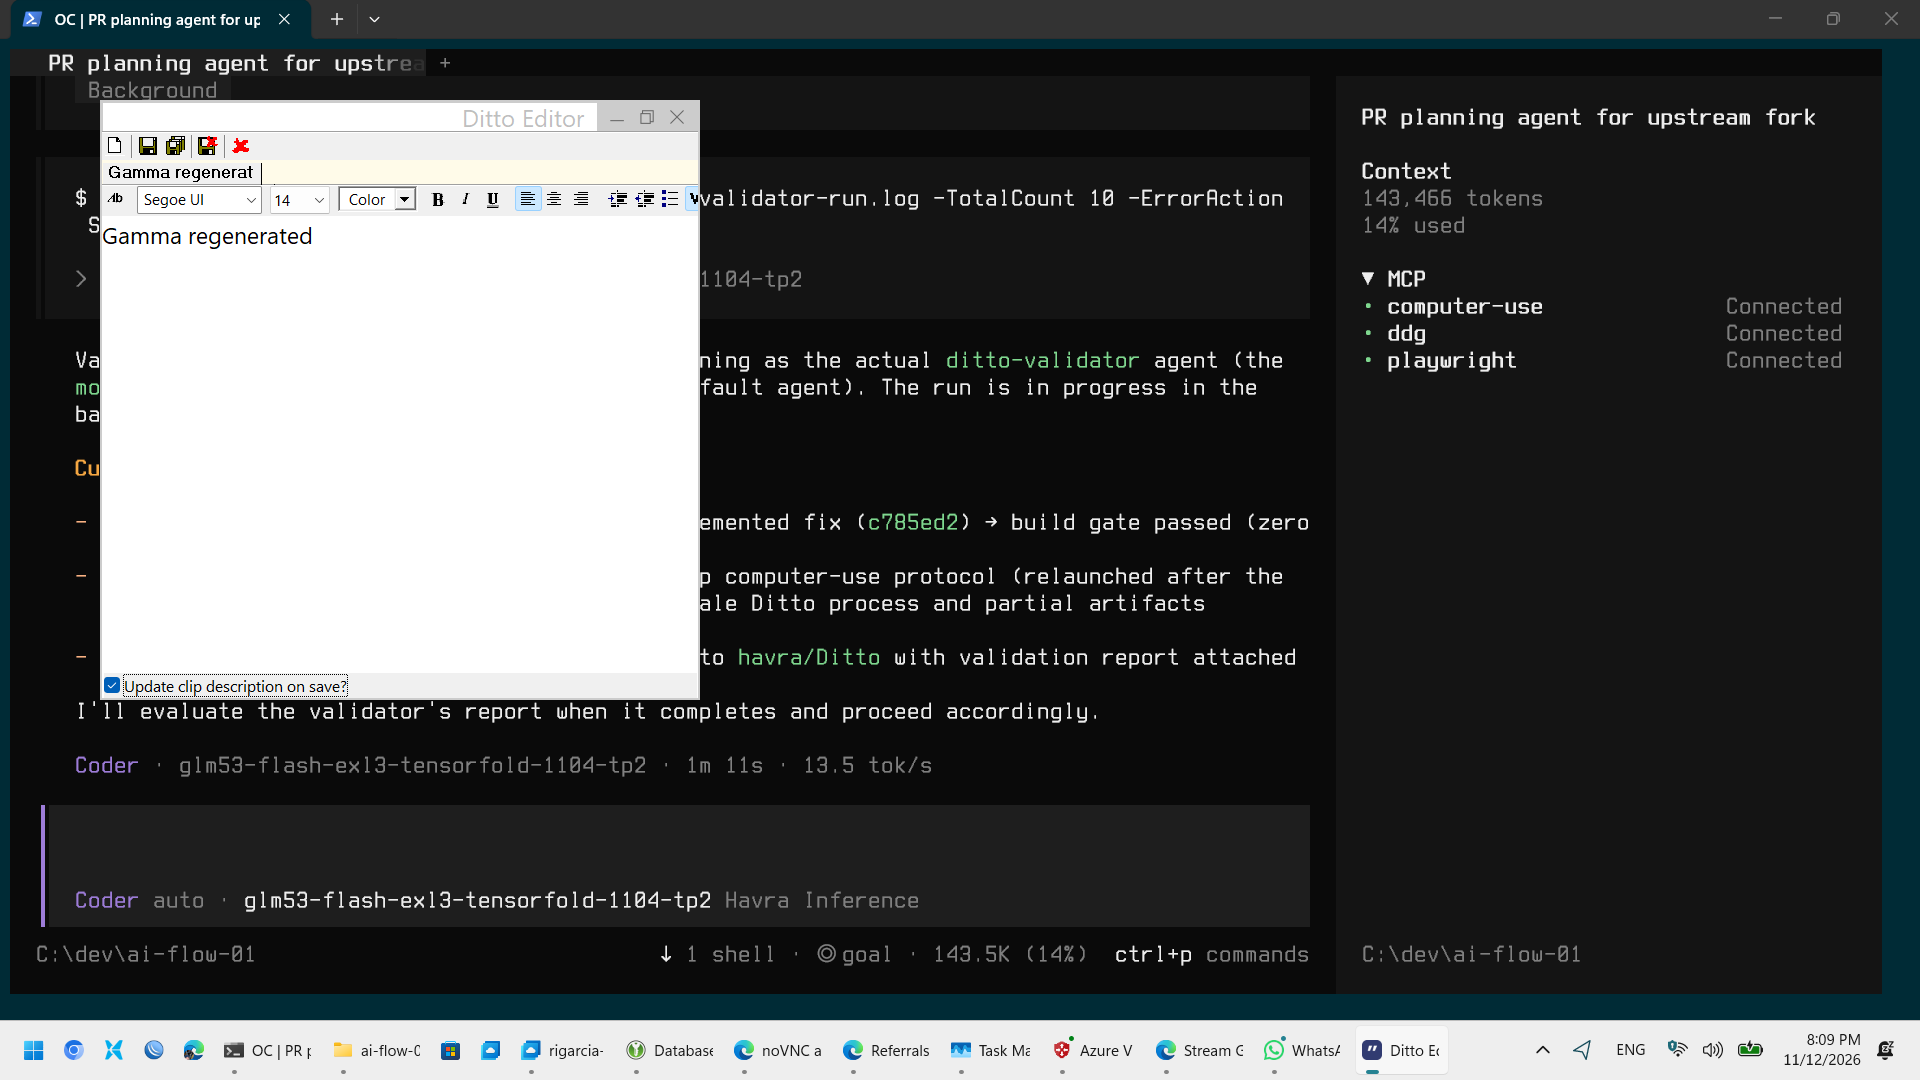 OC | PR planning agent for up
PR planning agent for upstrea +
Background
Ditto Editor
Gamma regenerat
Segoe UI
14
Color
B I U
Gamma regenerated
Update clip description on save?
$ validator-run.log -TotalCount 10 -ErrorAction
S
> 1104-tp2
Va ning as the actual ditto-validator agent (the
mo fault agent). The run is in progress in the
ba
Cu
- emented fix (c785ed2) → build gate passed (zero
- p computer-use protocol (relaunched after the
ale Ditto process and partial artifacts
- to havra/Ditto with validation report attached
I'll evaluate the validator's report when it completes and proceed accordingly.
Coder · glm53-flash-exl3-tensorfold-1104-tp2 · 1m 11s · 13.5 tok/s
Coder auto · glm53-flash-exl3-tensorfold-1104-tp2 Havra Inference
C:\dev\ai-flow-01
↓ 1 shell · ◎ goal · 143.5K (14%) ctrl+p commands
PR planning agent for upstream fork
Context
143,466 tokens
14% used
▼ MCP
• computer-use Connected
• ddg Connected
• playwright Connected
C:\dev\ai-flow-01
OC | PR p
ai-flow-0
rigarcia-
Database
noVNC a
Referrals
Task Ma
Azure V
Stream G
WhatsA
Ditto Ec
ENG
8:09 PM
11/12/2026